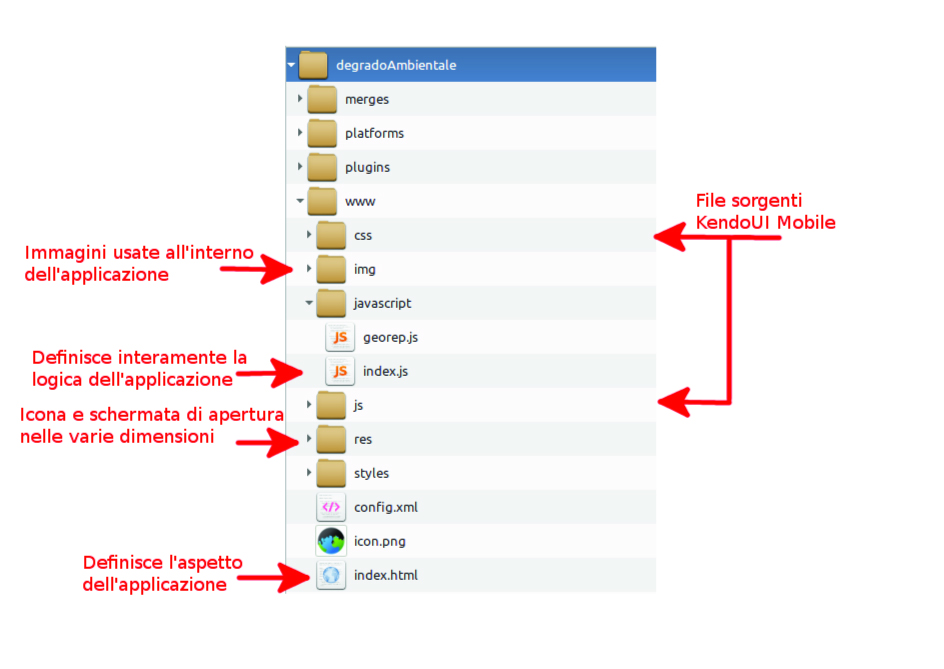 degradoAmbientale
merges
platforms
plugins
www
css
img
javascript
JS georep.js
JS index.js
js
res
styles
</> config.xml
icon.png
index.html
Immagini usate all'interno
dell'applicazione
Definisce interamente la
logica dell'applicazione
Icona e schermata di apertura
nelle varie dimensioni
Definisce l'aspetto
dell'applicazione
File sorgenti
KendoUI Mobile